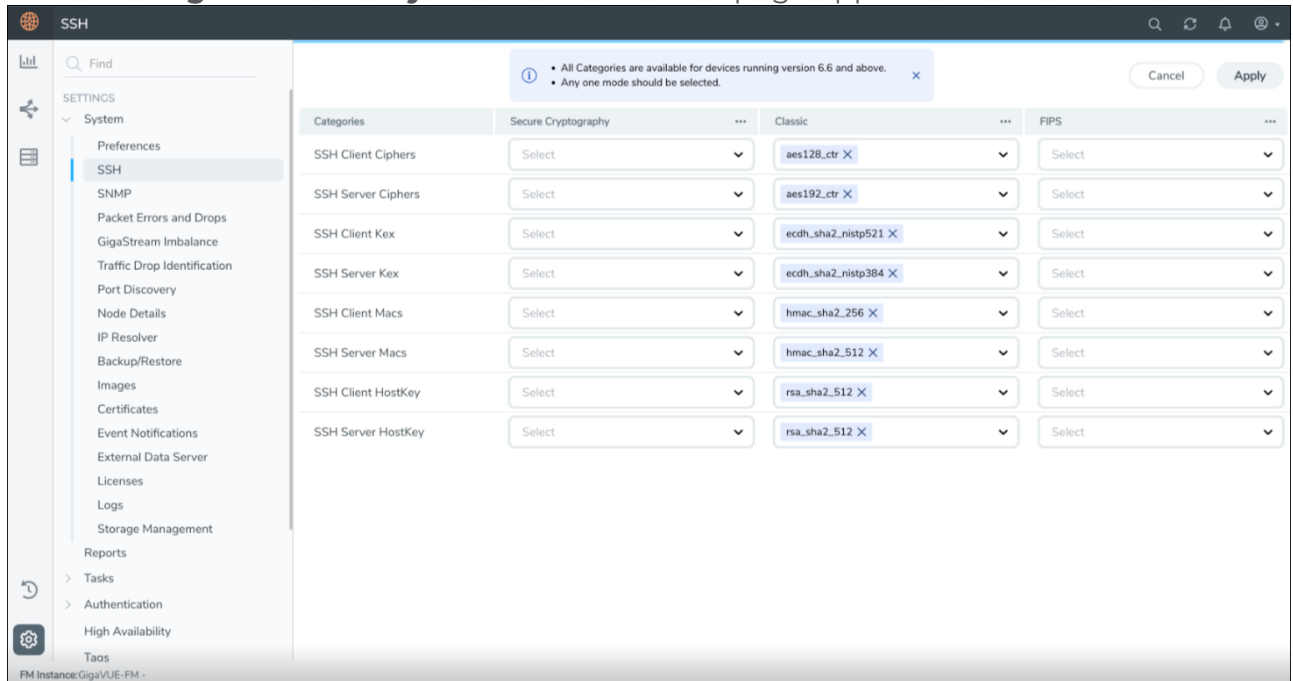 SSH
Find
• All Categories are available for devices running version 6.6 and above.
• Any one mode should be selected.
Cancel
Apply
SETTINGS
System
Preferences
SSH
SNMP
Packet Errors and Drops
GigaStream Imbalance
Traffic Drop Identification
Port Discovery
Node Details
IP Resolver
Backup/Restore
Images
Certificates
Event Notifications
External Data Server
Licenses
Logs
Storage Management
Reports
Tasks
Authentication
High Availability
Tags
Categories Secure Cryptography ... Classic ... FIPS ...
SSH Client Ciphers Select aes128_ctr X Select
SSH Server Ciphers Select aes192_ctr X Select
SSH Client Kex Select ecdh_sha2_nistp521 X Select
SSH Server Kex Select ecdh_sha2_nistp384 X Select
SSH Client Macs Select hmac_sha2_256 X Select
SSH Server Macs Select hmac_sha2_512 X Select
SSH Client HostKey Select rsa_sha2_512 X Select
SSH Server HostKey Select rsa_sha2_512 X Select
FM Instance:GigaVUE-FM -